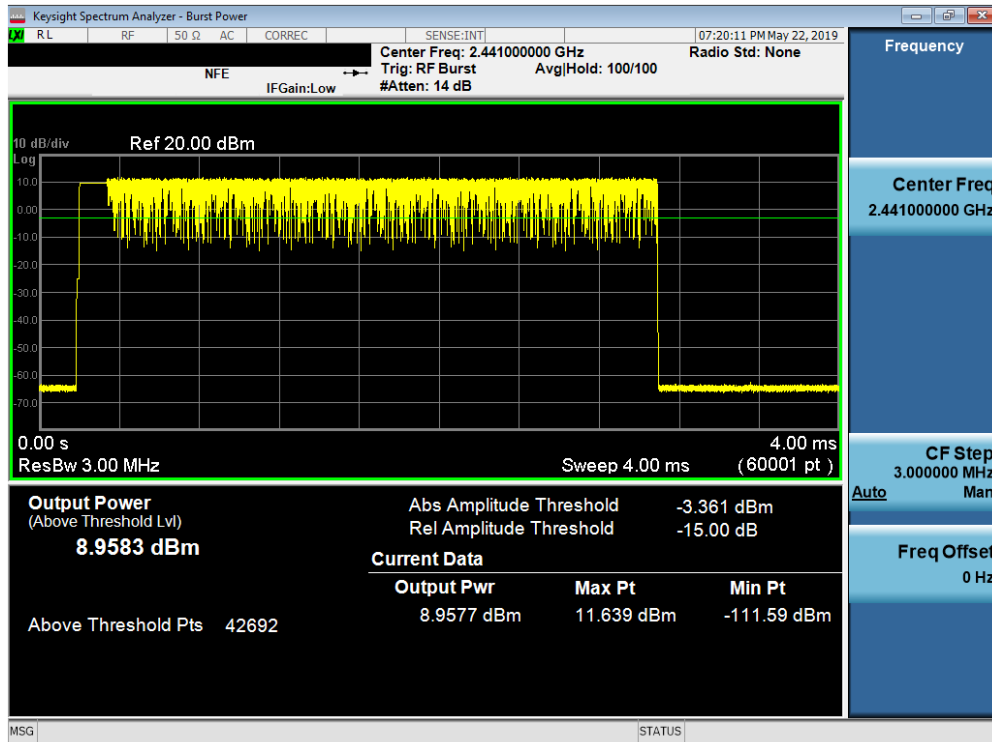 Keysight Spectrum Analyzer - Burst Power
LXI RL RF 50 Ω AC CORREC SENSE:INT 07:20:11 PM May 22, 2019
Center Freq: 2.441000000 GHz Radio Std: None
NFE Trig: RF Burst Avg|Hold: 100/100
IFGain:Low #Atten: 14 dB
10 dB/div Ref 20.00 dBm
Log
10.0
0.00
-10.0
-20.0
-30.0
-40.0
-50.0
-60.0
-70.0
0.00 s 4.00 ms
ResBw 3.00 MHz Sweep 4.00 ms (60001 pt)
Output Power
(Above Threshold Lvl)
8.9583 dBm
Above Threshold Pts 42692
Abs Amplitude Threshold -3.361 dBm
Rel Amplitude Threshold -15.00 dB
Current Data
Output Pwr Max Pt Min Pt
8.9577 dBm 11.639 dBm -111.59 dBm
Frequency
Center Freq
2.441000000 GHz
CF Step
3.000000 MHz
Auto Man
Freq Offset
0 Hz
MSG STATUS